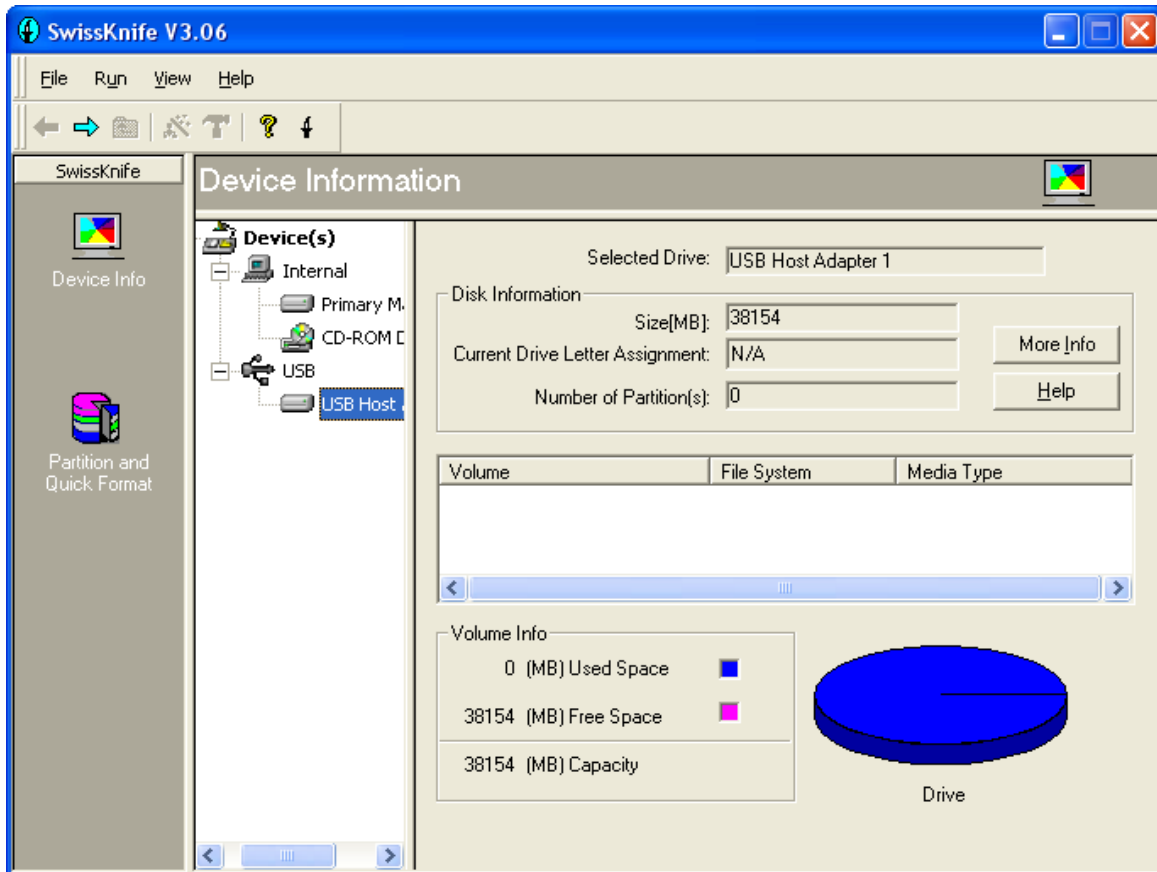 SwissKnife V3.06
File Run View Help
SwissKnife
Device Info
Partition and
Quick Format
Device Information
Device(s)
Internal
Primary M
CD-ROM D
USB
USB Host
Selected Drive: USB Host Adapter 1
Disk Information
Size[MB]: 38154
Current Drive Letter Assignment: N/A
Number of Partition(s): 0
More Info
Help
Volume File System Media Type
Volume Info
0 (MB) Used Space
38154 (MB) Free Space
38154 (MB) Capacity
Drive